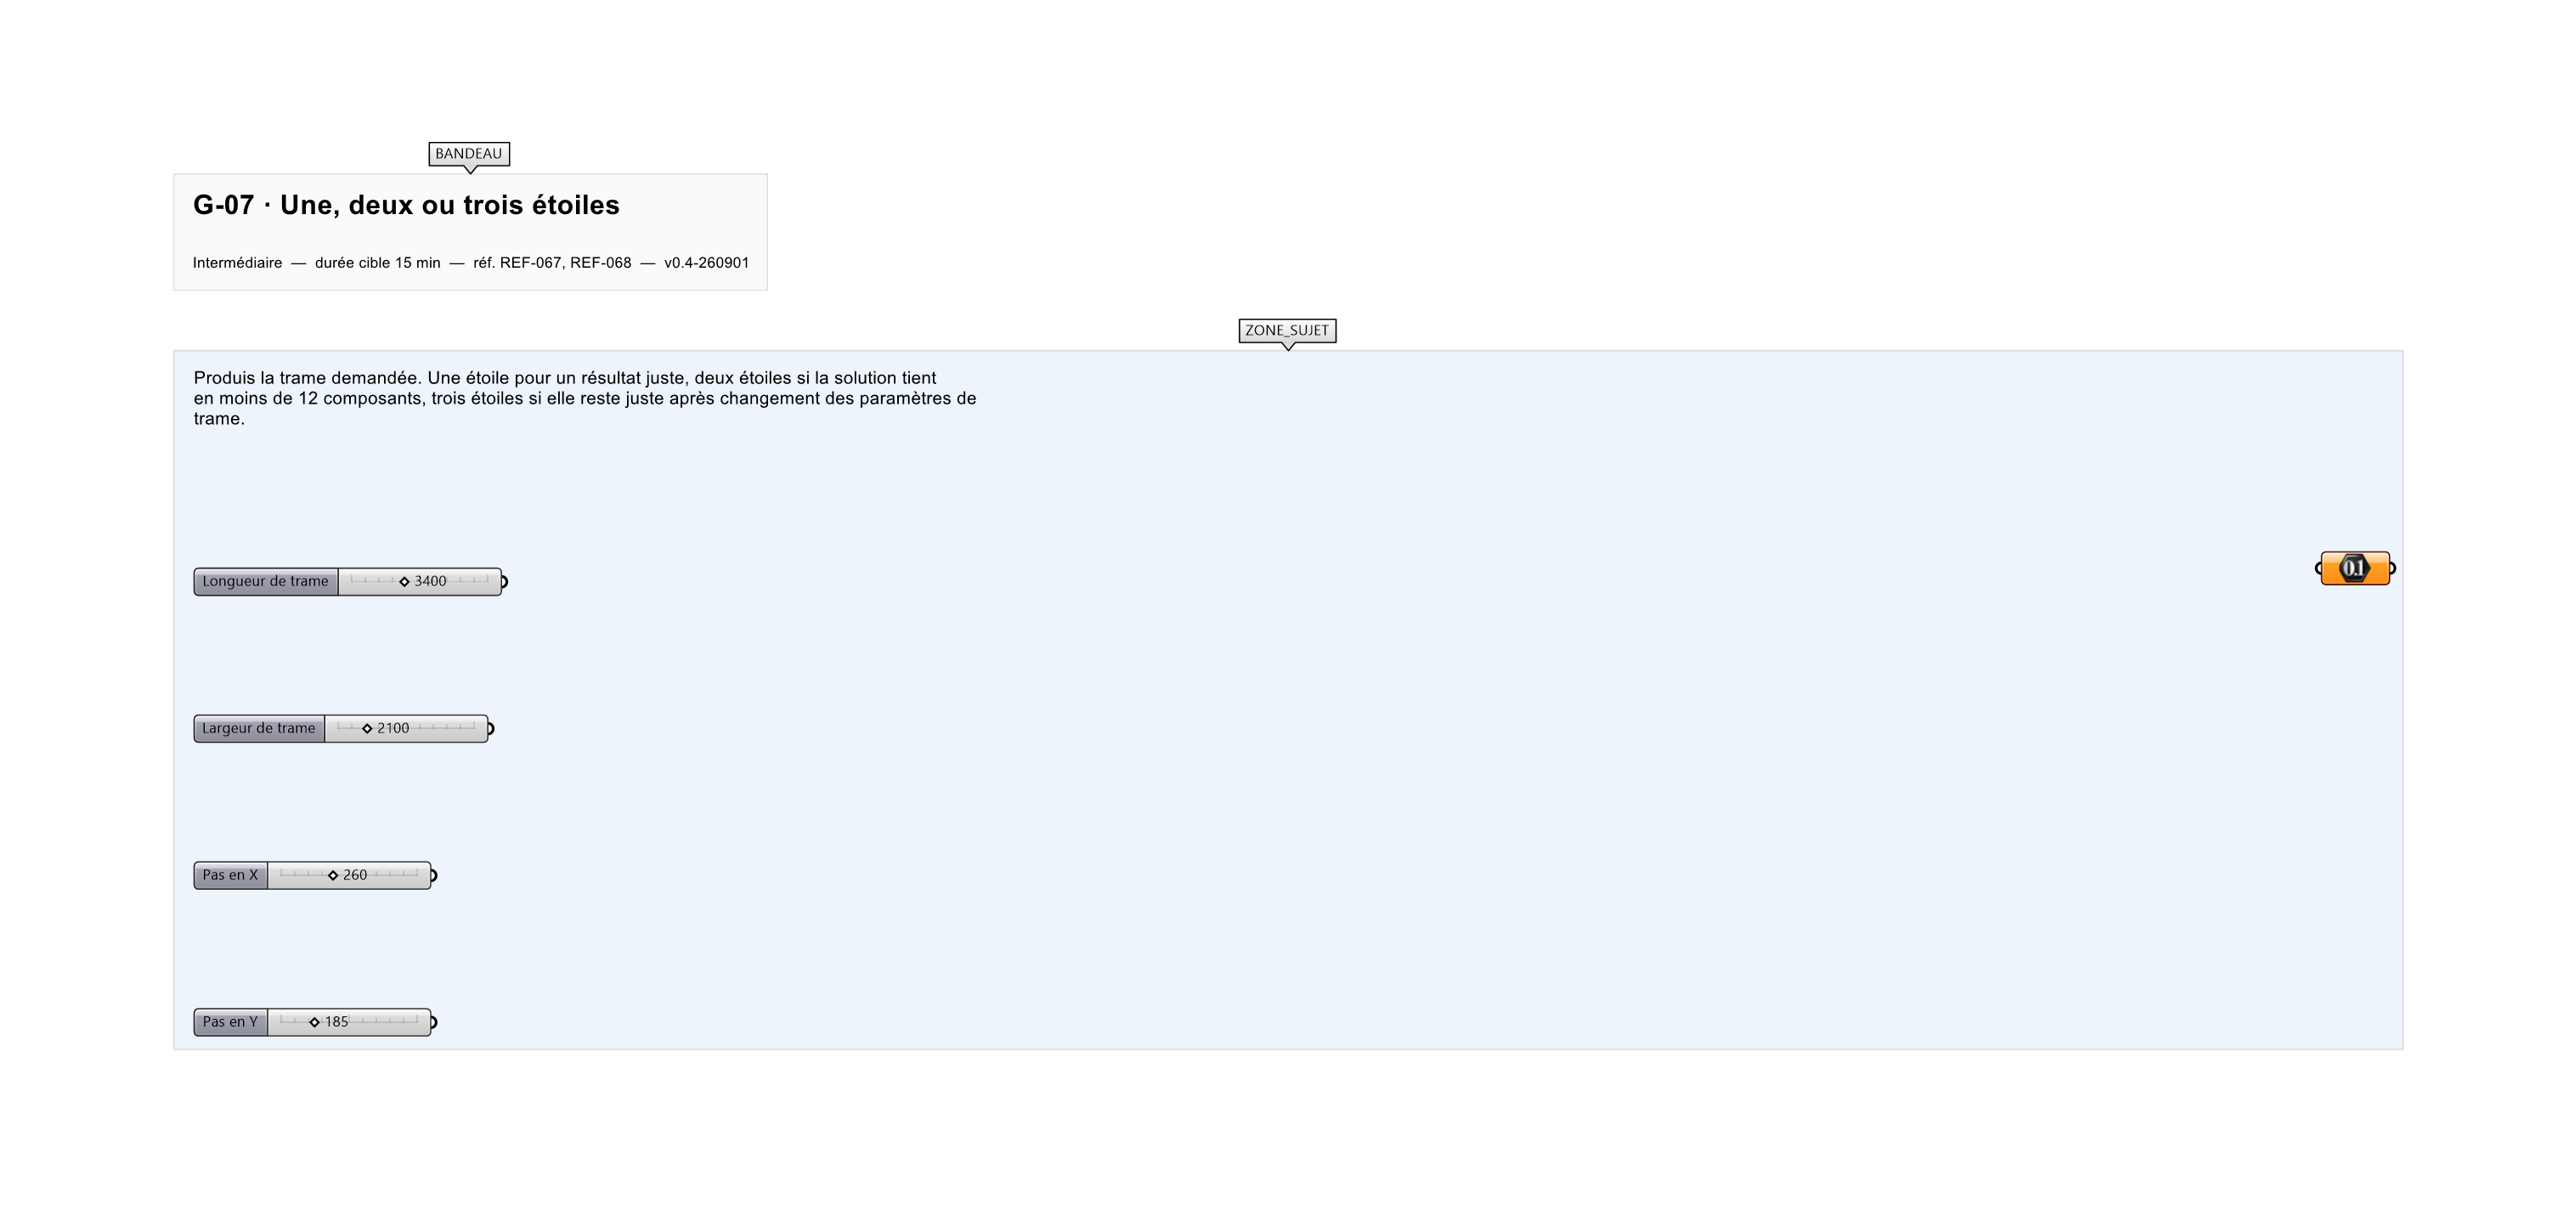 BANDEAU
G-07 · Une, deux ou trois étoiles
Intermédiaire — durée cible 15 min — réf. REF-067, REF-068 — v0.4-260901
ZONE_SUJET
Produis la trame demandée. Une étoile pour un résultat juste, deux étoiles si la solution tient
en moins de 12 composants, trois étoiles si elle reste juste après changement des paramètres de
trame.
Longueur de trame 3400
0.1
Largeur de trame 2100
Pas en X 260
Pas en Y 185